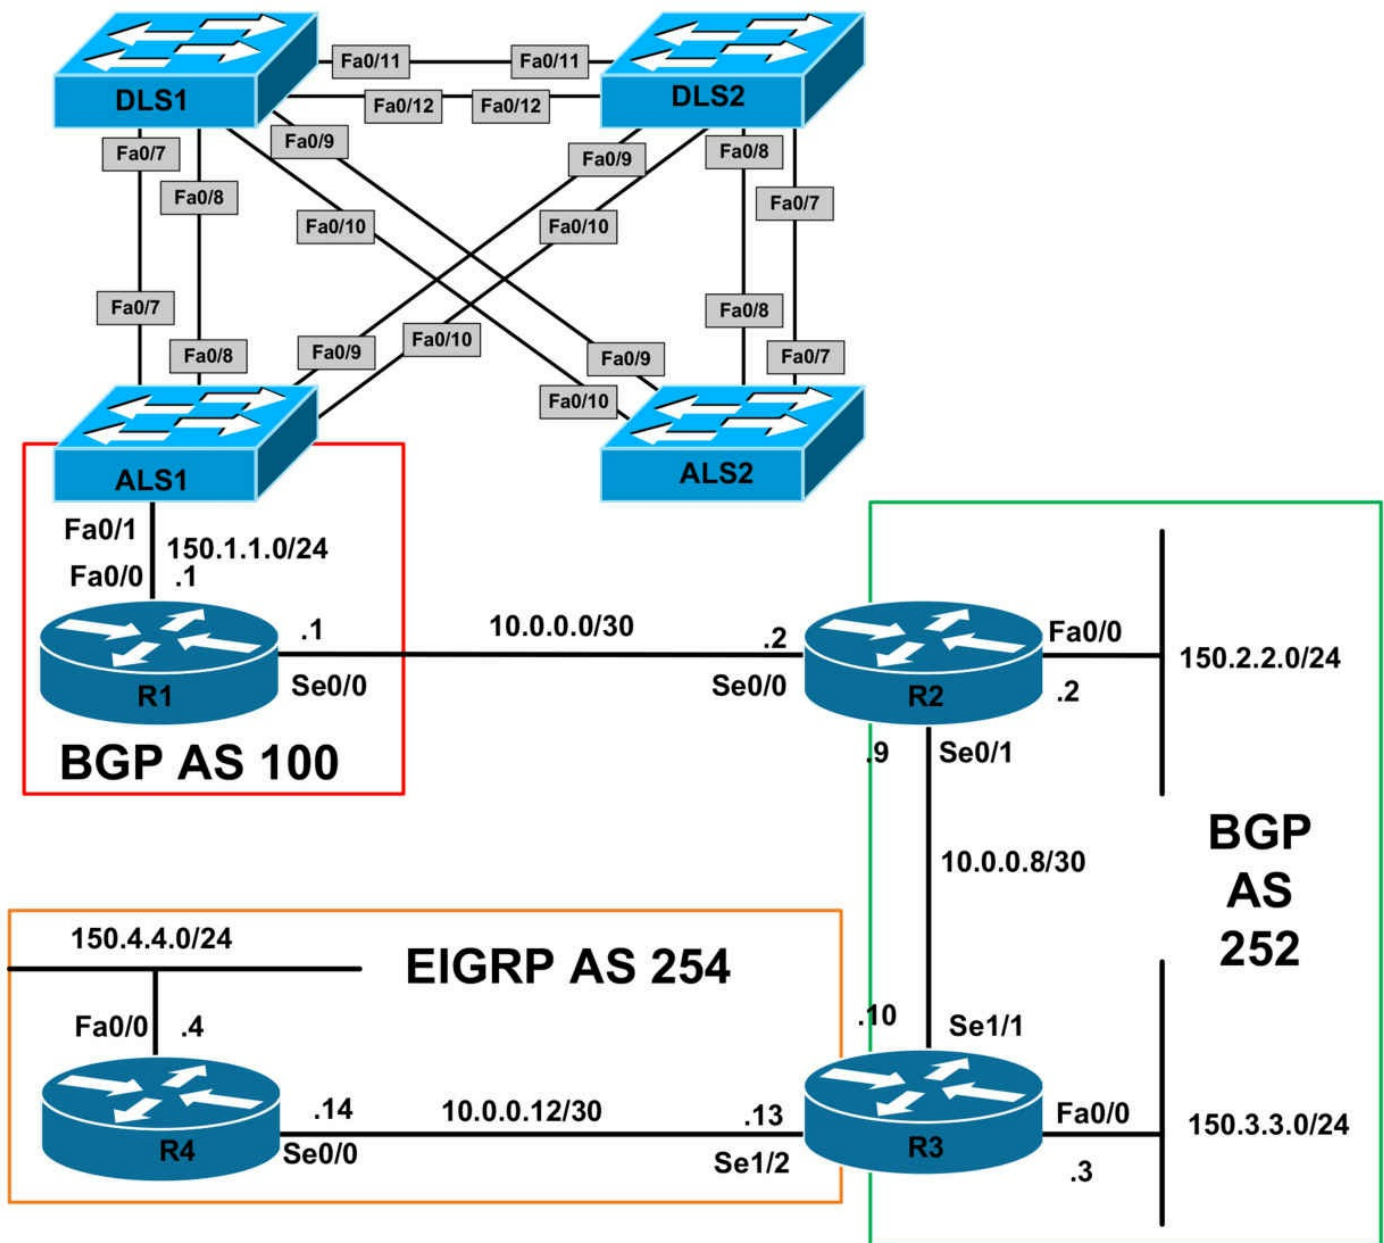 Fa0/11
Fa0/11
DLS1
DLS2
Fa0/12
Fa0/12
Fa0/7
Fa0/9
Fa0/9
Fa0/8
Fa0/8
Fa0/7
Fa0/10
Fa0/10
Fa0/7
Fa0/8
Fa0/8
Fa0/9
Fa0/10
Fa0/9
Fa0/7
Fa0/10
ALS1
ALS2
Fa0/1
150.1.1.0/24
Fa0/0
.1
.1
10.0.0.0/30
.2
Fa0/0
150.2.2.0/24
R1
Se0/0
Se0/0
R2
.2
BGP AS 100
.9
Se0/1
BGP
AS
252
10.0.0.8/30
150.4.4.0/24
EIGRP AS 254
Fa0/0
.4
.10
Se1/1
.14
10.0.0.12/30
.13
Fa0/0
150.3.3.0/24
R4
Se0/0
Se1/2
R3
.3